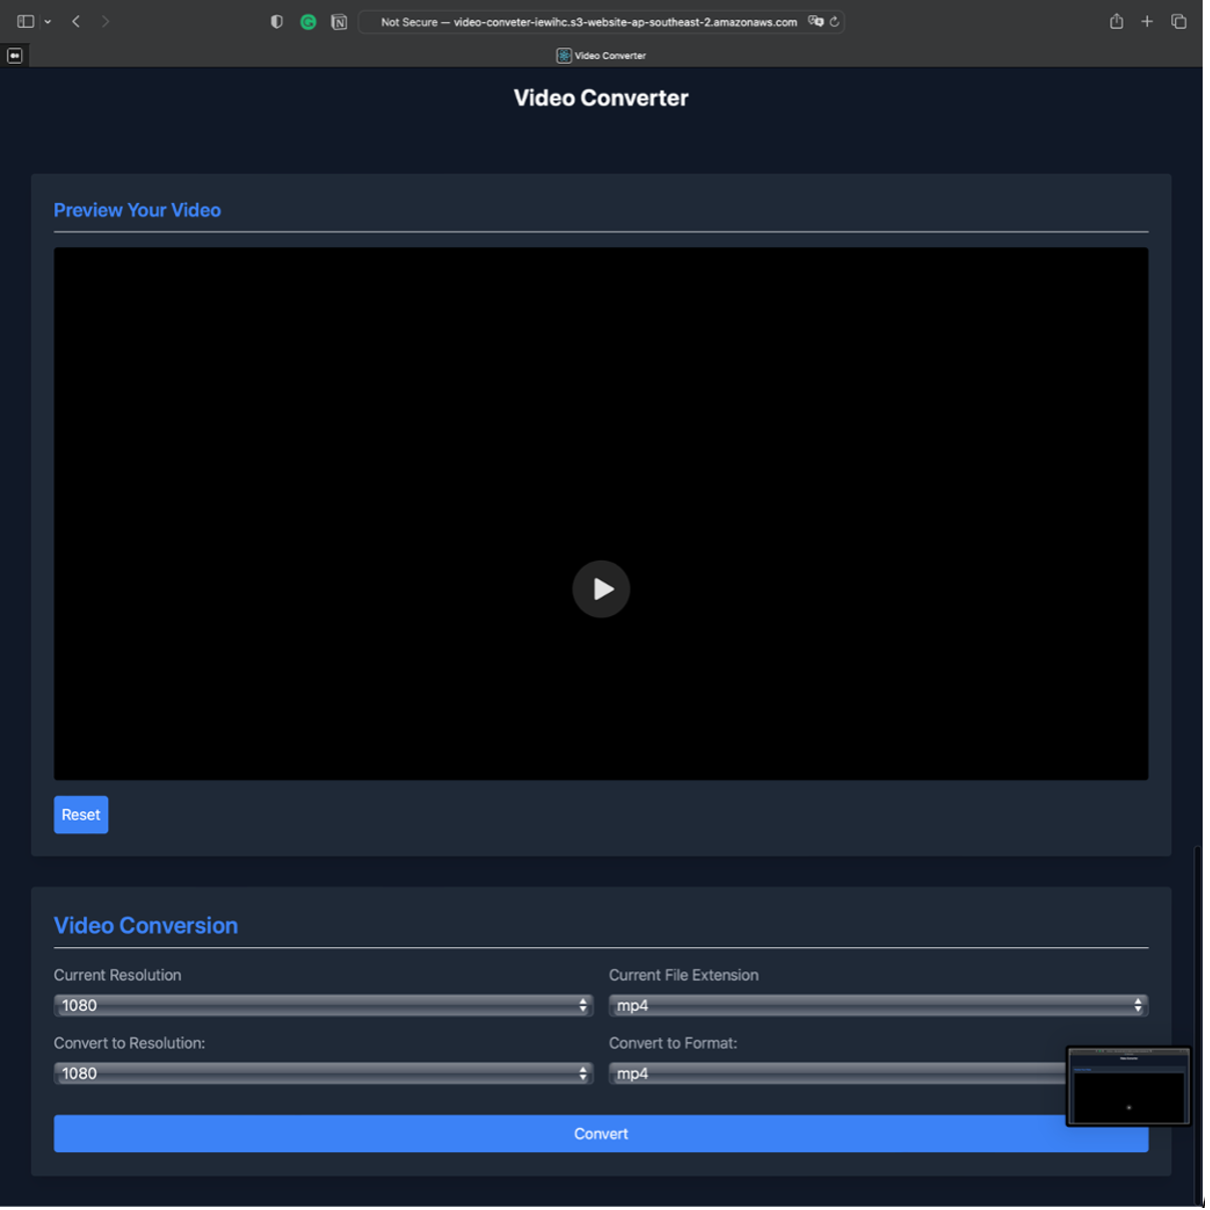 Not Secure — video-conveter-iewihc.s3-website-ap-southeast-2.amazonaws.com
Video Converter
Video Converter
Preview Your Video
Reset
Video Conversion
Current Resolution
Current File Extension
1080
mp4
Convert to Resolution:
Convert to Format:
1080
mp4
Convert